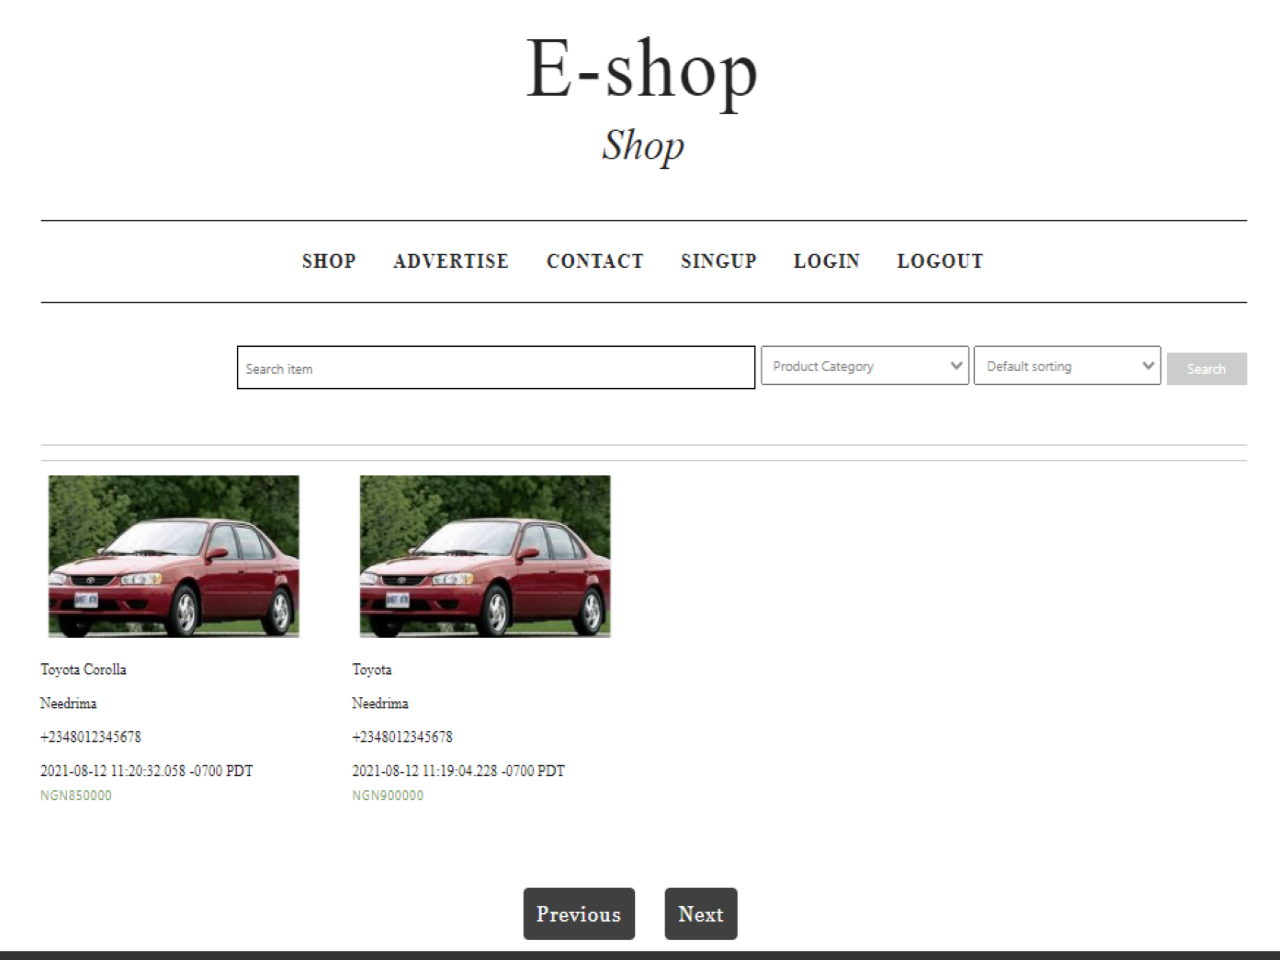 E-shop
Shop
SHOP ADVERTISE CONTACT SINGUP LOGIN LOGOUT
Search item Product Category Default sorting Search
Toyota Corolla Toyota
Needrima Needrima
+2348012345678 +2348012345678
2021-08-12 11:20:32.058 -0700 PDT 2021-08-12 11:19:04.228 -0700 PDT
NGN850000 NGN900000
Previous Next